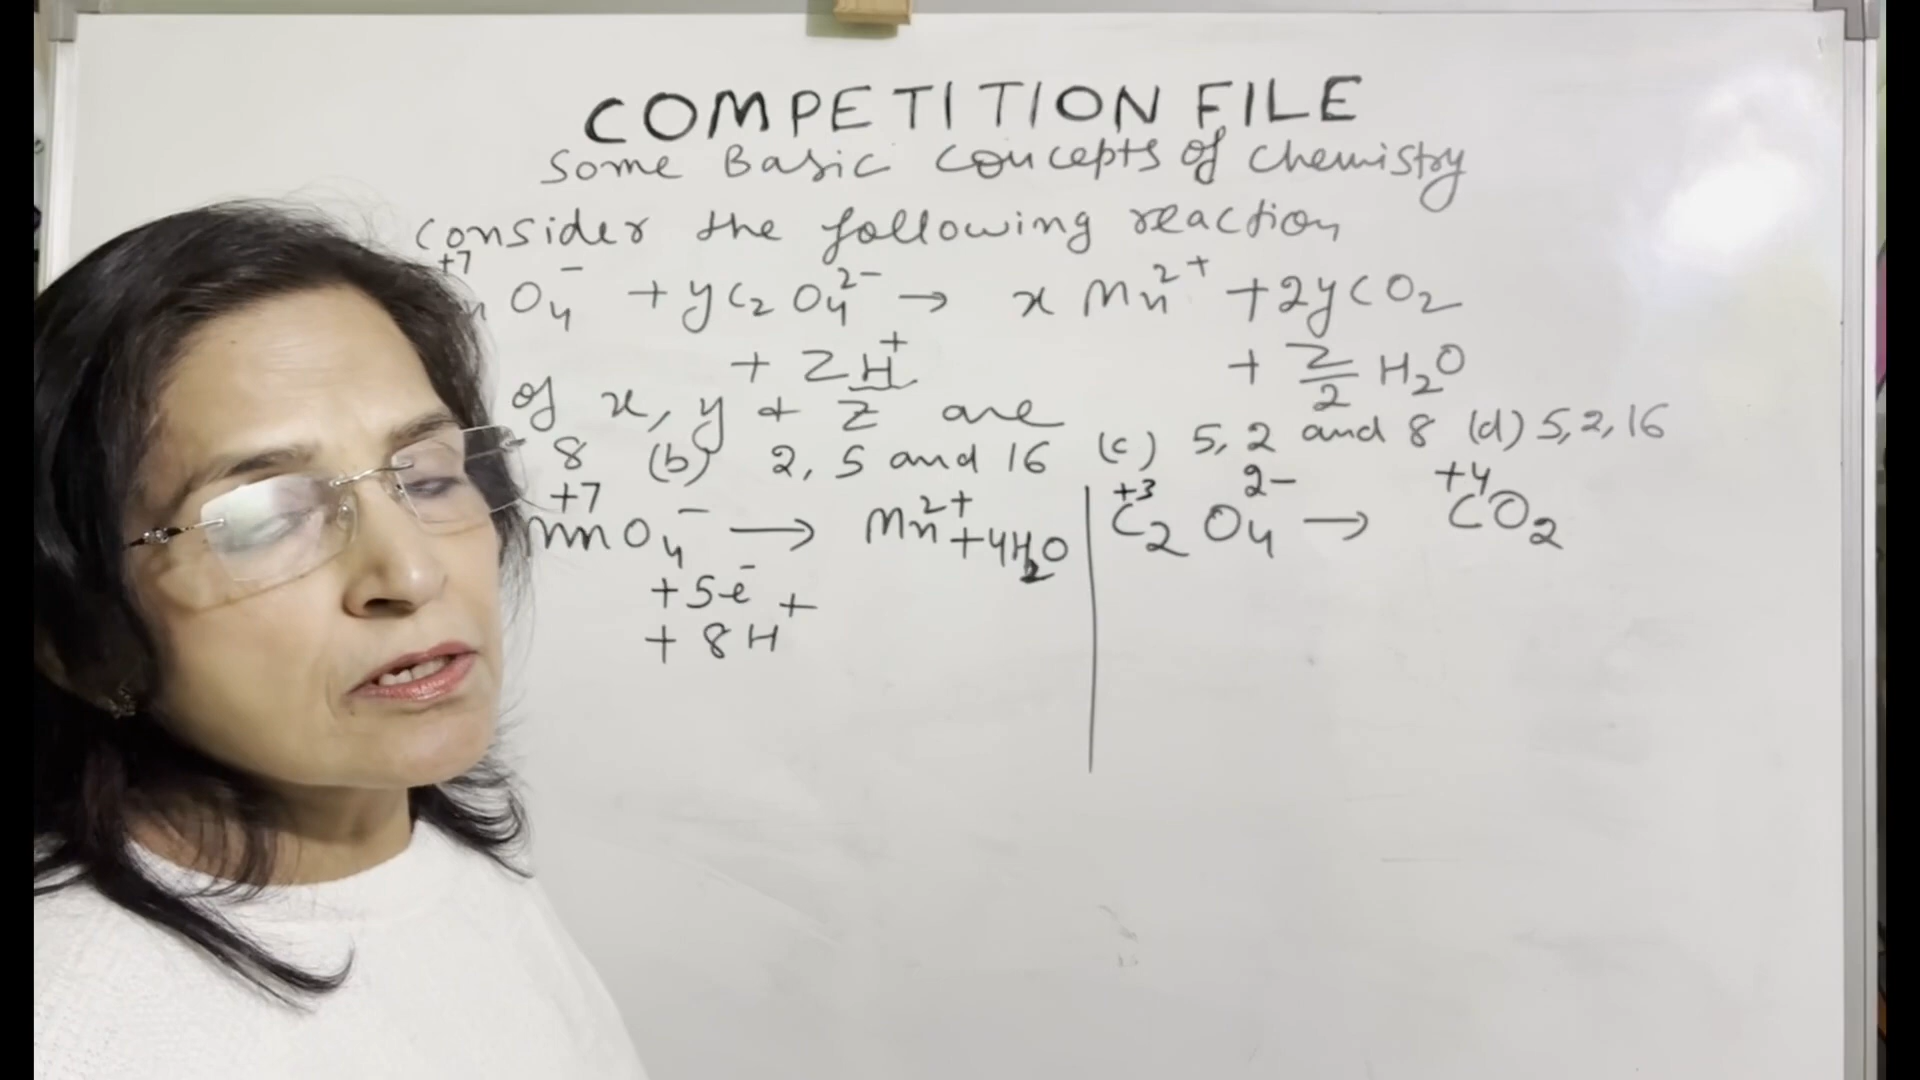 COMPETITION FILE
Some Basic Concepts of Chemistry
Consider the following reaction
+7
n O₄⁻ + y C₂O₄²⁻ → x Mn²⁺ + 2y CO₂
+ Z H⁺ + Z/2 H₂O
of x, y & Z are
8 (b) 2, 5 and 16 (c) 5, 2 and 8 (d) 5, 2, 16
+7 +3 +4
MnO₄⁻ → Mn²⁺ + 4H₂O C₂O₄²⁻ → CO₂
+ 5e⁻
+ 8H⁺